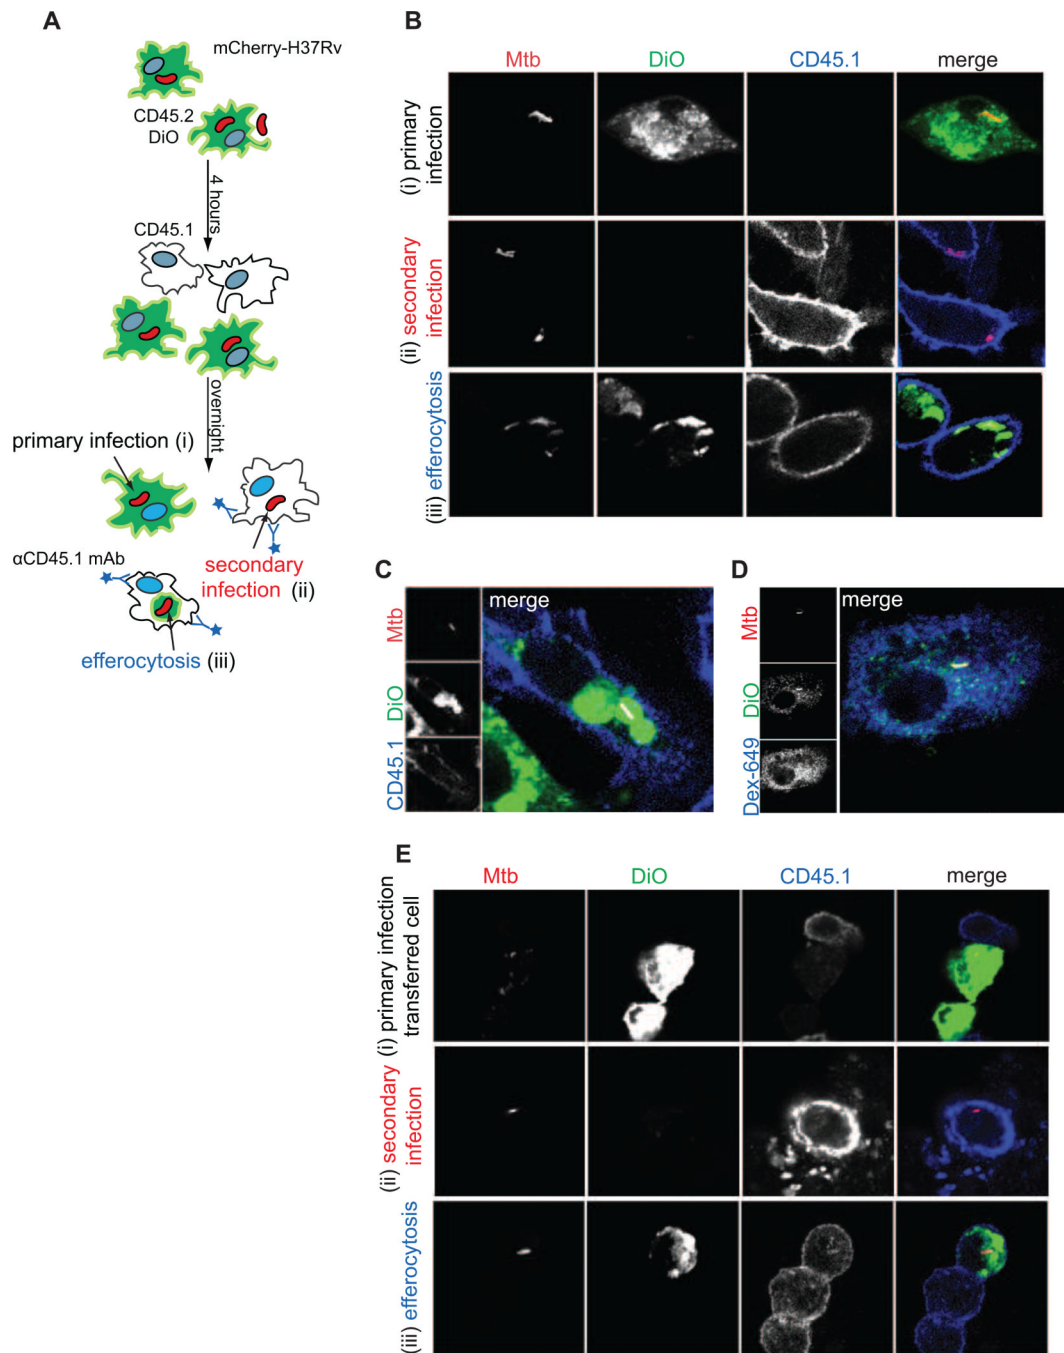 A
mCherry-H37Rv
CD45.2
DiO
4 hours
CD45.1
overnight
primary infection (i)
αCD45.1 mAb
secondary
infection (ii)
efferocytosis (iii)
B
Mtb DiO CD45.1 merge
(i) primary
infection
(ii) secondary
infection
(iii) efferocytosis
C
Mtb
DiO
CD45.1
merge
D
Mtb
DiO
Dex-649
merge
E
Mtb DiO CD45.1 merge
(i) primary infection
transferred cell
(ii) secondary
infection
(iii) efferocytosis